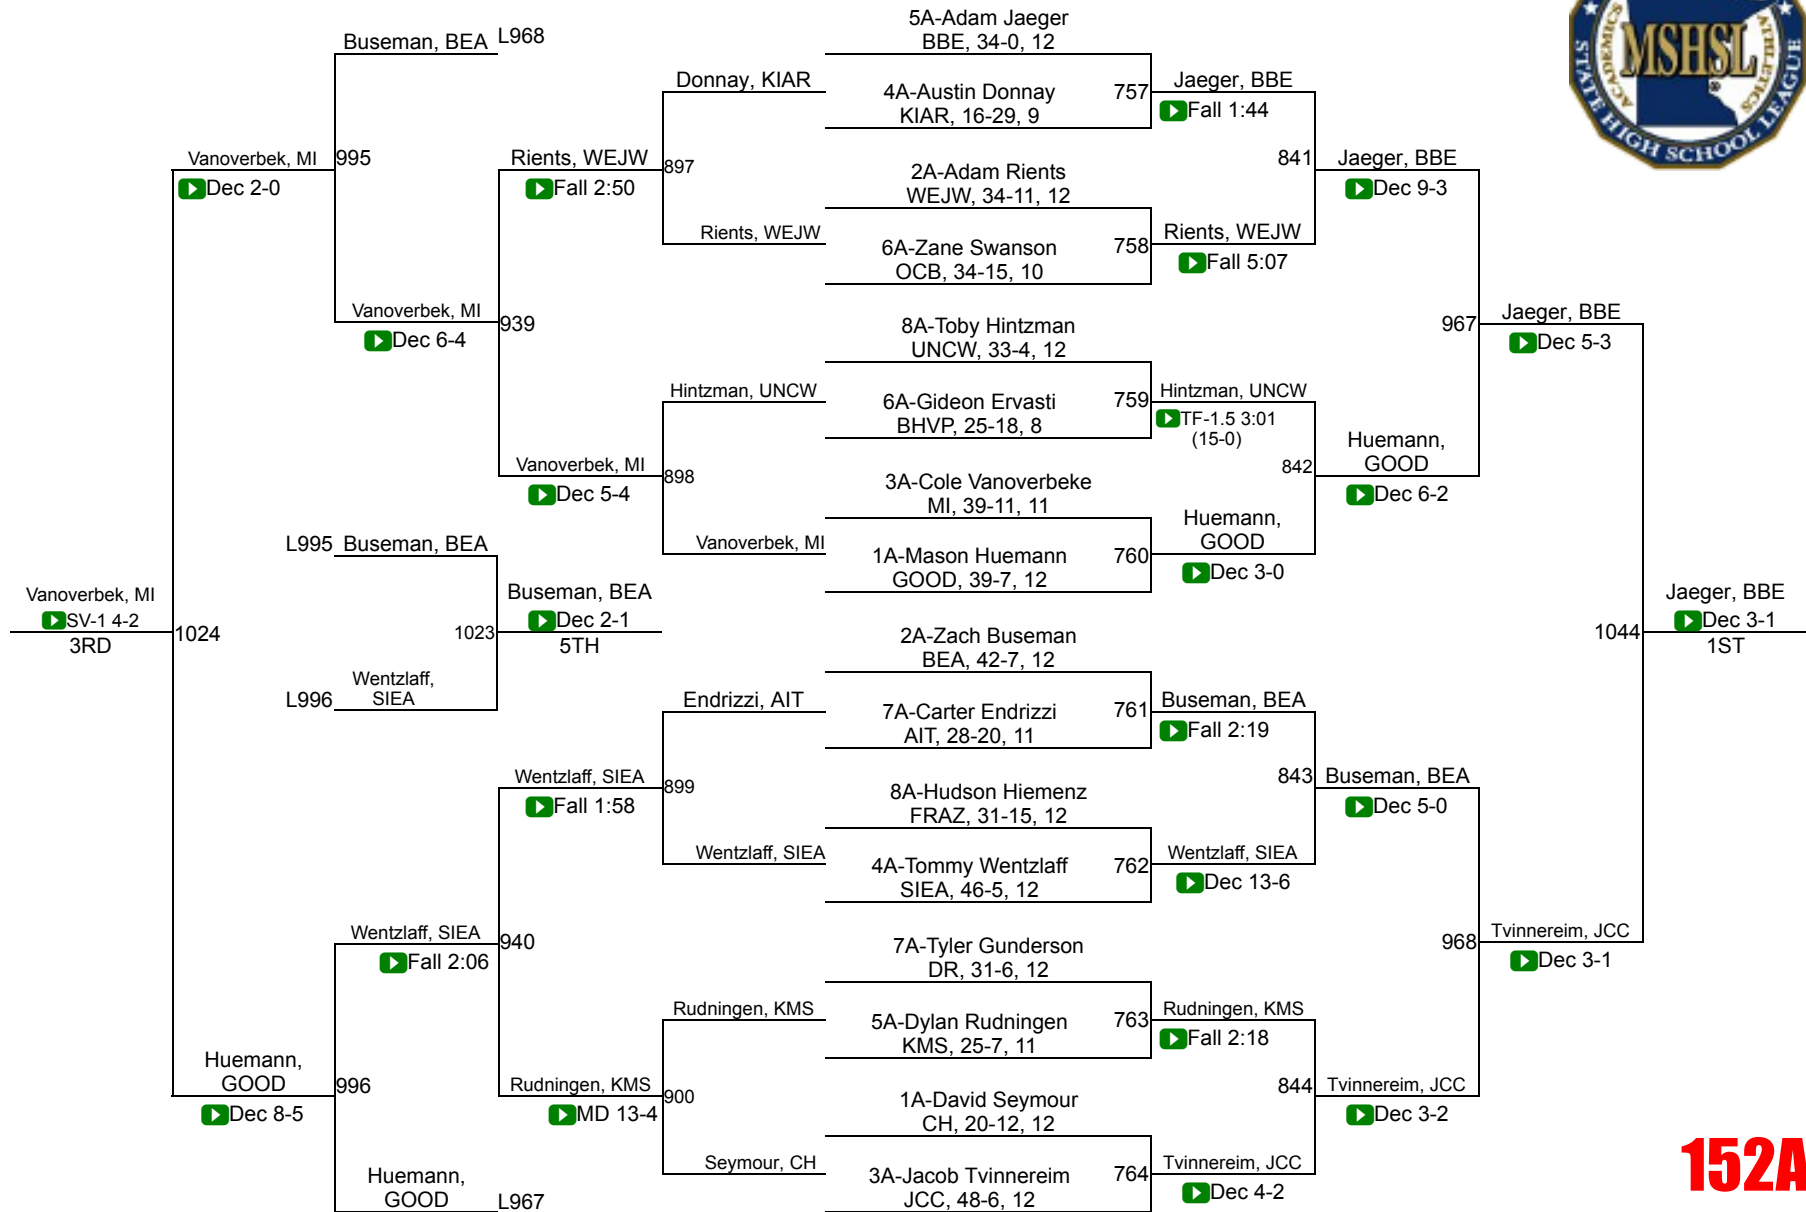 Buseman, BEA
L968
Vanoverbek, MI
Dec 2-0
995
Vanoverbek, MI
Dec 6-4
939
Rients, WEJW
Fall 2:50
Donnay, KIAR
897
Rients, WEJW
Vanoverbek, MI
Dec 5-4
Hintzman, UNCW
898
Vanoverbek, MI
L995
Buseman, BEA
Vanoverbek, MI
SV-1 4-2
3RD
1024
Buseman, BEA
Dec 2-1
5TH
1023
L996
Wentzlaff,
SIEA
Endrizzi, AIT
Wentzlaff, SIEA
Fall 1:58
899
Wentzlaff, SIEA
Wentzlaff, SIEA
Fall 2:06
940
Rudningen, KMS
Huemann,
GOOD
Dec 8-5
996
Rudningen, KMS
MD 13-4
900
Seymour, CH
Huemann,
GOOD
L967
5A-Adam Jaeger
BBE, 34-0, 12
4A-Austin Donnay
KIAR, 16-29, 9
757
2A-Adam Rients
WEJW, 34-11, 12
6A-Zane Swanson
OCB, 34-15, 10
758
8A-Toby Hintzman
UNCW, 33-4, 12
6A-Gideon Ervasti
BHVP, 25-18, 8
759
3A-Cole Vanoverbeke
MI, 39-11, 11
1A-Mason Huemann
GOOD, 39-7, 12
760
2A-Zach Buseman
BEA, 42-7, 12
7A-Carter Endrizzi
AIT, 28-20, 11
761
8A-Hudson Hiemenz
FRAZ, 31-15, 12
4A-Tommy Wentzlaff
SIEA, 46-5, 12
762
7A-Tyler Gunderson
DR, 31-6, 12
5A-Dylan Rudningen
KMS, 25-7, 11
763
1A-David Seymour
CH, 20-12, 12
3A-Jacob Tvinnereim
JCC, 48-6, 12
764
Jaeger, BBE
Fall 1:44
841
Rients, WEJW
Fall 5:07
Hintzman, UNCW
TF-1.5 3:01
(15-0)
842
Huemann,
GOOD
Dec 3-0
Buseman, BEA
Fall 2:19
843
Wentzlaff, SIEA
Dec 13-6
Rudningen, KMS
Fall 2:18
844
Tvinnereim, JCC
Dec 4-2
Jaeger, BBE
Dec 9-3
967
Huemann,
GOOD
Dec 6-2
Buseman, BEA
Dec 5-0
968
Tvinnereim, JCC
Dec 3-2
Jaeger, BBE
Dec 5-3
1044
Tvinnereim, JCC
Dec 3-1
Jaeger, BBE
Dec 3-1
1ST
ACADEMICS
MSHSL
ATHLETICS
STATE HIGH SCHOOL LEAGUE
152A